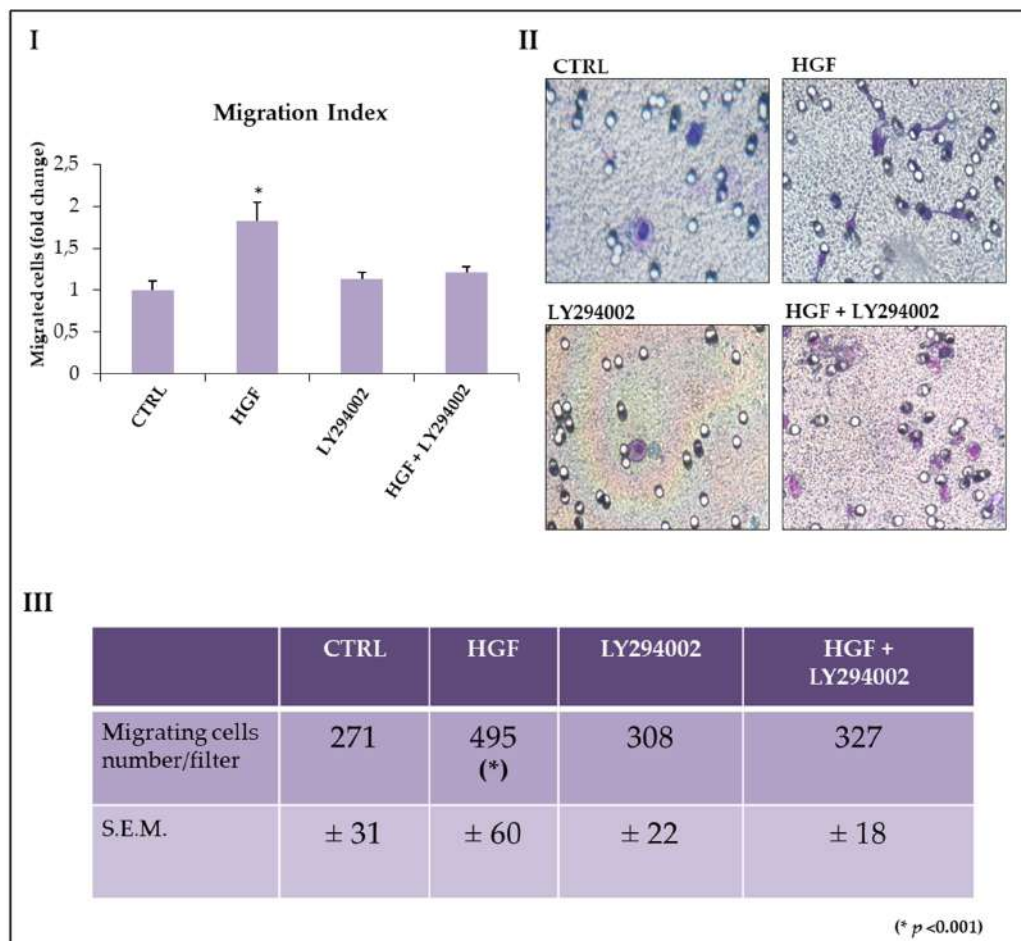 I
Migration Index
Migrated cells (fold change)
2,5
2
1,5
1
0,5
0
*
CTRL
HGF
LY294002
HGF + LY294002
II
CTRL
HGF
LY294002
HGF + LY294002
III
CTRL
HGF
LY294002
HGF +
LY294002
Migrating cells
number/filter
271
495
(*)
308
327
S.E.M.
± 31
± 60
± 22
± 18
(* p <0.001)